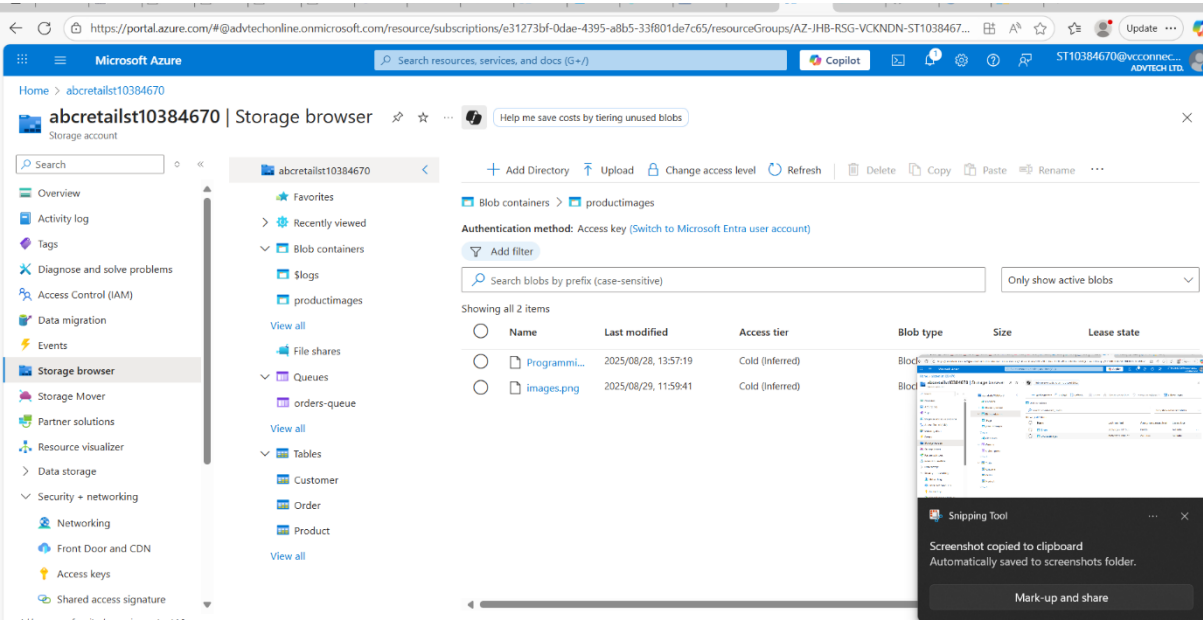 https://portal.azure.com/#@advtechonline.onmicrosoft.com/resource/subscriptions/e31273bf-0dae-4395-a8b5-33f801de7c65/resourceGroups/AZ-JHB-RSG-VCKNDN-ST1038467... Update
Microsoft Azure Search resources, services, and docs (G+/) Copilot 1 ST10384670@vcconnec...
ADVTECH LTD.
Home > abcretailst10384670
abcretailst10384670 | Storage browser ... Help me save costs by tiering unused blobs
Storage account
Search
Overview
Activity log
Tags
Diagnose and solve problems
Access Control (IAM)
Data migration
Events
Storage browser
Storage Mover
Partner solutions
Resource visualizer
Data storage
Security + networking
Networking
Front Door and CDN
Access keys
Shared access signature
abcretailst10384670
Favorites
Recently viewed
Blob containers
$logs
productimages
View all
File shares
Queues
orders-queue
View all
Tables
Customer
Order
Product
View all
Add Directory Upload Change access level Refresh Delete Copy Paste Rename ...
Blob containers > productimages
Authentication method: Access key (Switch to Microsoft Entra user account)
Add filter
Search blobs by prefix (case-sensitive) Only show active blobs
Showing all 2 items
Name Last modified Access tier Blob type Size Lease state
Programmi... 2025/08/28, 13:57:19 Cold (Inferred)
images.png 2025/08/29, 11:59:41 Cold (Inferred)
Snipping Tool ...
Screenshot copied to clipboard
Automatically saved to screenshots folder.
Mark-up and share